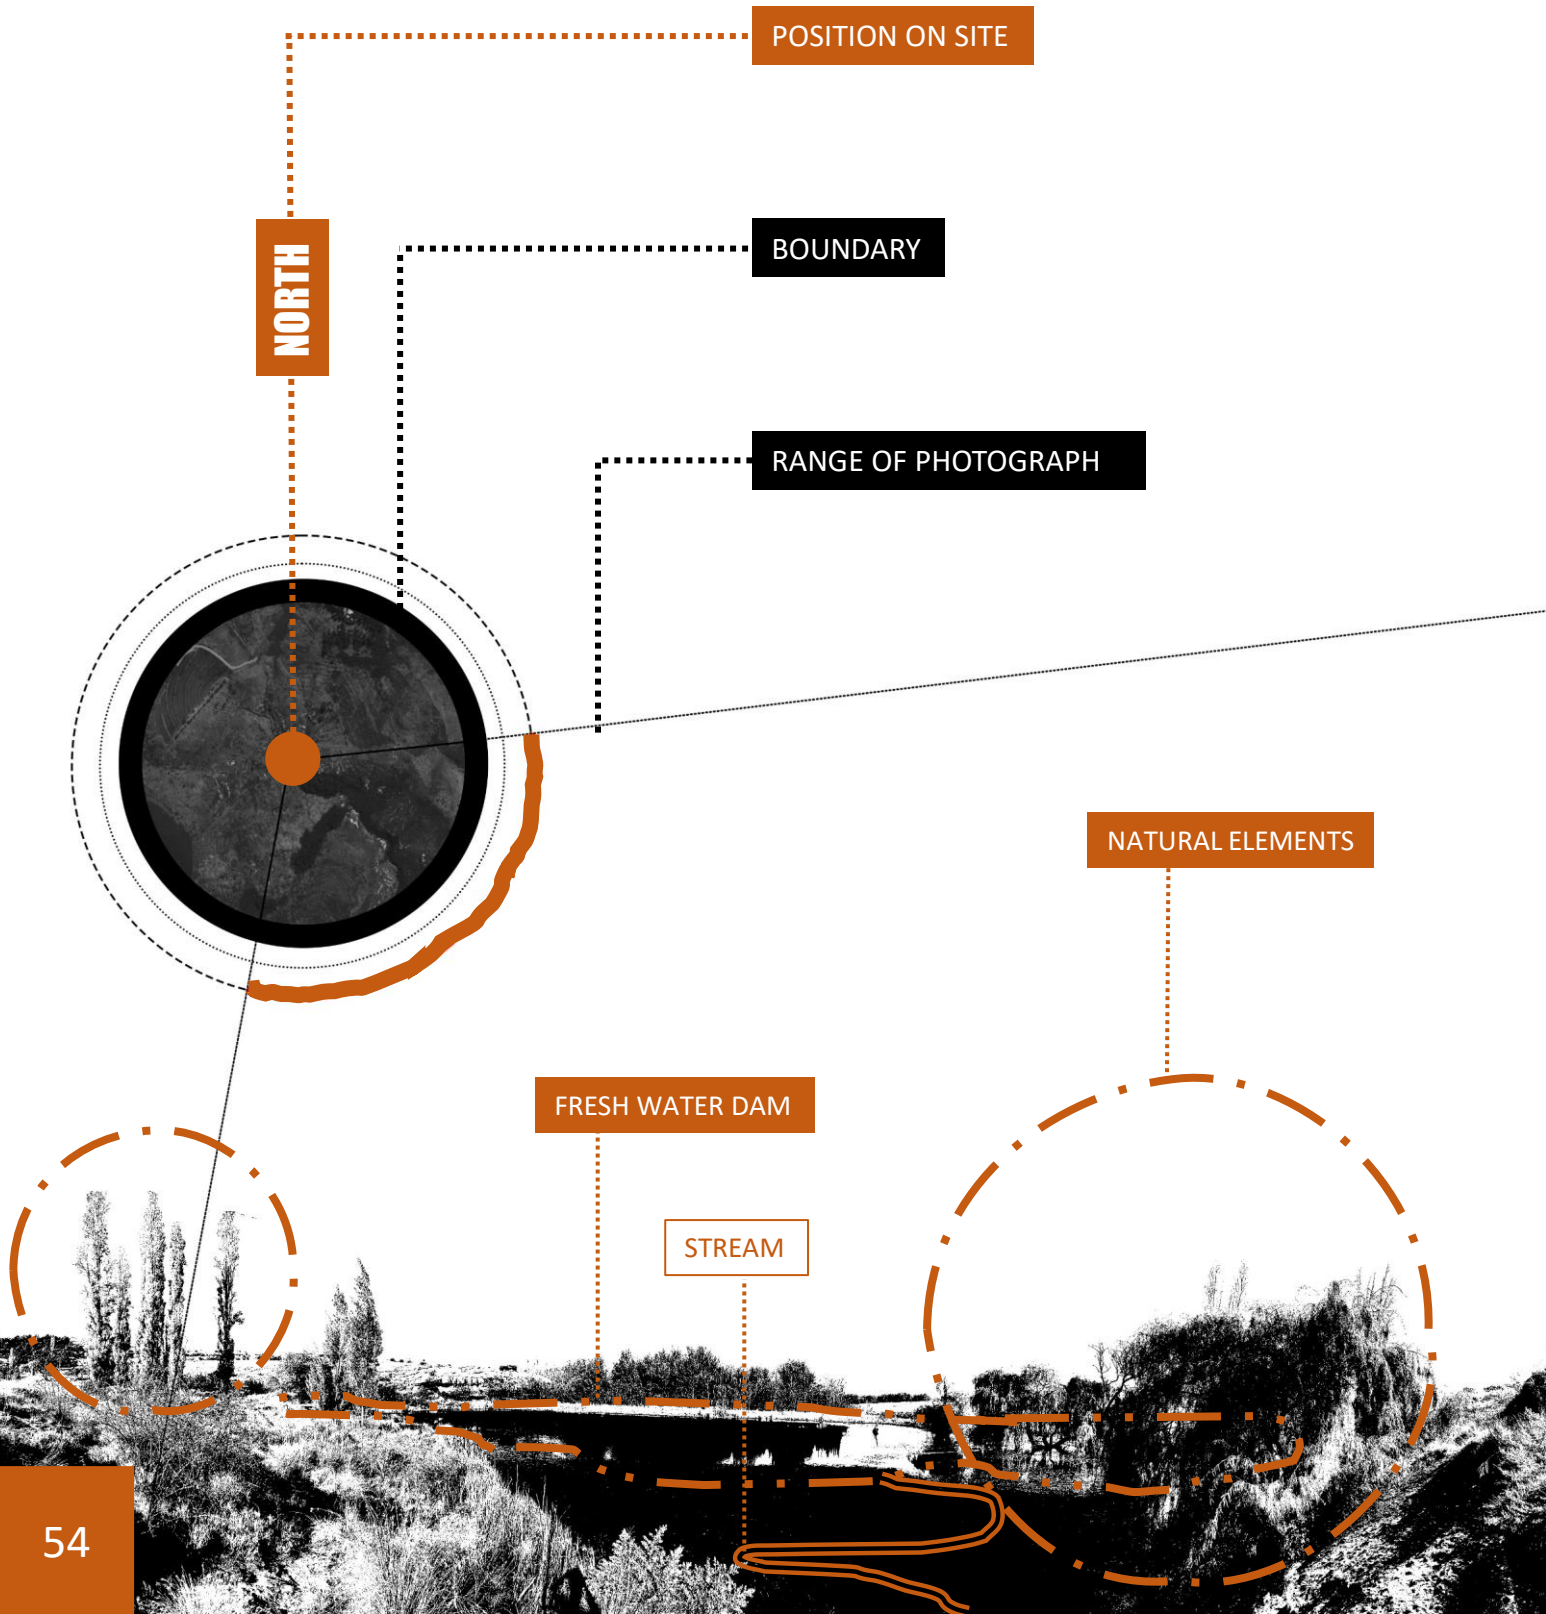 POSITION ON SITE
NORTH
BOUNDARY
RANGE OF PHOTOGRAPH
NATURAL ELEMENTS
FRESH WATER DAM
STREAM
54